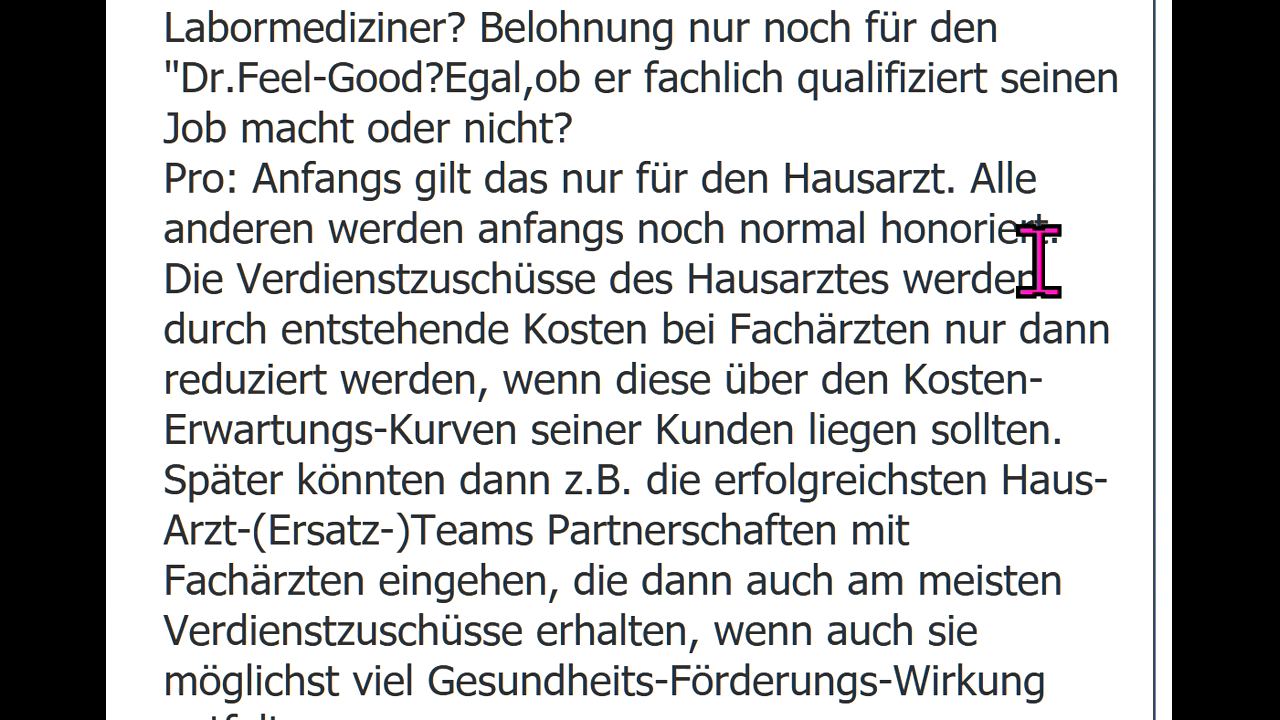 Labormediziner? Belohnung nur noch für den
"Dr.Feel-Good?Egal,ob er fachlich qualifiziert seinen
Job macht oder nicht?
Pro: Anfangs gilt das nur für den Hausarzt. Alle
anderen werden anfangs noch normal honoriert.
Die Verdienstzuschüsse des Hausarztes werden
durch entstehende Kosten bei Fachärzten nur dann
reduziert werden, wenn diese über den Kosten-
Erwartungs-Kurven seiner Kunden liegen sollten.
Später könnten dann z.B. die erfolgreichsten Haus-
Arzt-(Ersatz-)Teams Partnerschaften mit
Fachärzten eingehen, die dann auch am meisten
Verdienstzuschüsse erhalten, wenn auch sie
möglichst viel Gesundheits-Förderungs-Wirkung